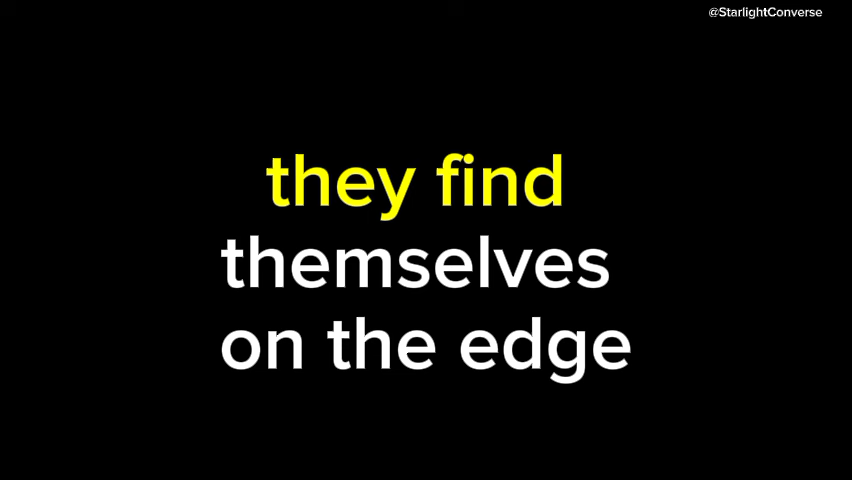 @StarlightConverse
they find
themselves
on the edge